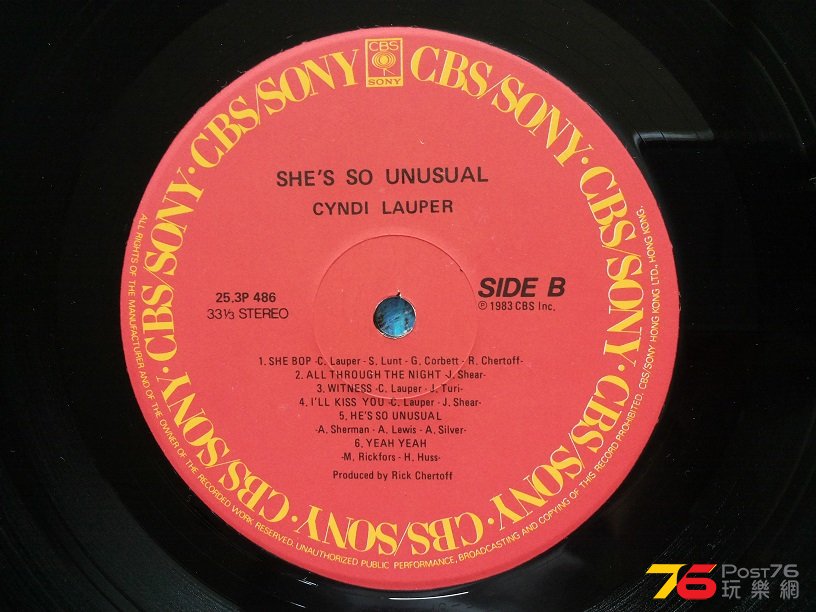 CBS
SONY
CBS/SONY · CBS/SONY · CBS/SONY · CBS/SONY · CBS/SONY · CBS/SONY · CBS/SONY · CBS/SONY
SHE'S SO UNUSUAL
CYNDI LAUPER
25.3P 486
33⅓ STEREO
SIDE B
℗ 1983 CBS Inc.
1. SHE BOP -C. Lauper - S. Lunt - G. Corbett - R. Chertoff-
2. ALL THROUGH THE NIGHT -J. Shear-
3. WITNESS -C. Lauper - J. Turi-
4. I'LL KISS YOU -C. Lauper - J. Shear-
5. HE'S SO UNUSUAL
-A. Sherman - A. Lewis - A. Silver-
6. YEAH YEAH
-M. Rickfors - H. Huss-
Produced by Rick Chertoff
ALL RIGHTS OF THE MANUFACTURER AND OF THE OWNER OF THE RECORDED WORK RESERVED. UNAUTHORIZED PUBLIC PERFORMANCE, BROADCASTING AND COPYING OF THIS RECORD PROHIBITED. CBS/SONY HONG KONG LTD., HONG KONG.
76 Post76
玩樂網